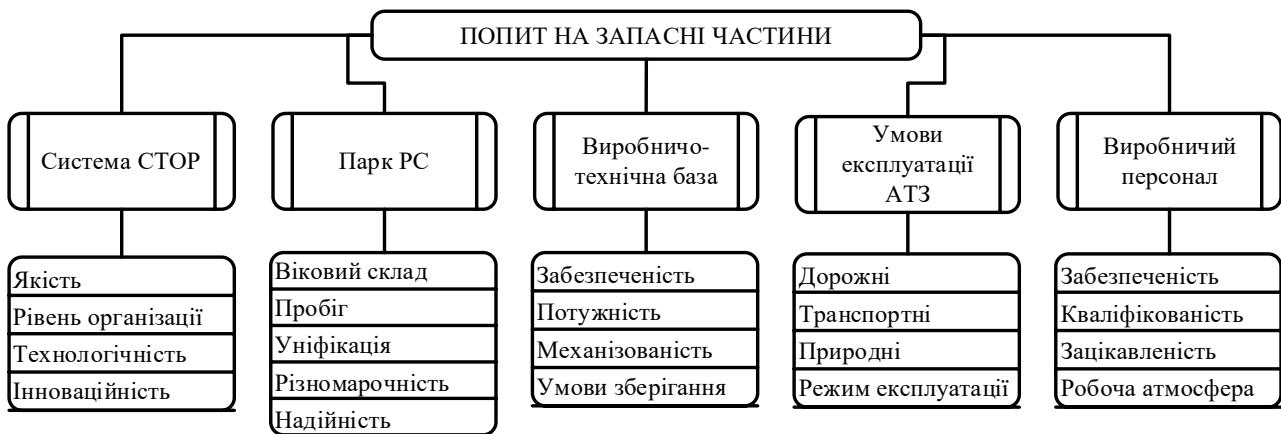 ПОПИТ НА ЗАПАСНІ ЧАСТИНИ
Система СТОР
Парк РС
Виробничо-
технічна база
Умови
експлуатації
АТЗ
Виробничий
персонал
Якість
Рівень організації
Технологічність
Інноваційність
Віковий склад
Пробіг
Уніфікація
Різномарочність
Надійність
Забезпеченість
Потужність
Механізованість
Умови зберігання
Дорожні
Транспортні
Природні
Режим експлуатації
Забезпеченість
Кваліфікованість
Зацікавленість
Робоча атмосфера